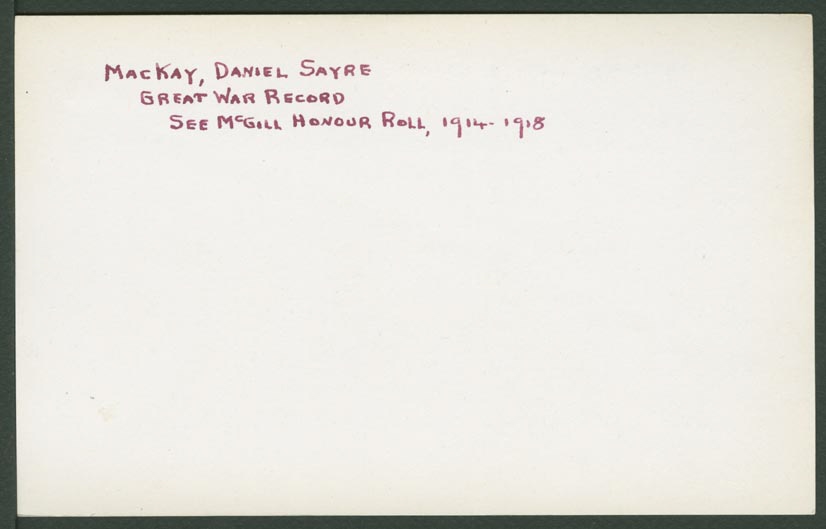 MACKAY, DANIEL SAYRE
GREAT WAR RECORD
SEE McGILL HONOUR ROLL, 1914-1918